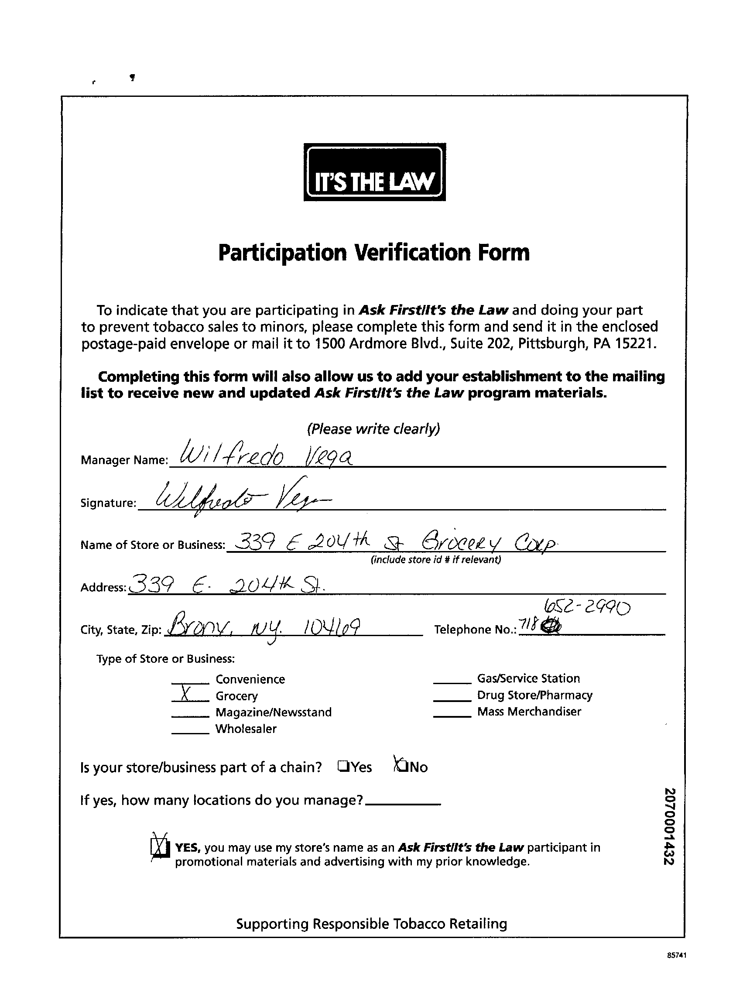 IT'S THE LAW
Participation Verification Form
To indicate that you are participating in Ask First/It's the Law and doing your part
to prevent tobacco sales to minors, please complete this form and send it in the enclosed
postage-paid envelope or mail it to 1500 Ardmore Blvd., Suite 202, Pittsburgh, PA 15221.
Completing this form will also allow us to add your establishment to the mailing
list to receive new and updated Ask First/It's the Law program materials.
(Please write clearly)
Manager Name: Wilfredo Vega
Signature: Wilfredo Vega
Name of Store or Business: 339 E 204th St Grocery Corp.
(include store id # if relevant)
Address: 339 E. 204th St.
652-2990
City, State, Zip: Bronx, NY. 10469 Telephone No.: 718
Type of Store or Business:
Convenience Gas/Service Station
X Grocery Drug Store/Pharmacy
Magazine/Newsstand Mass Merchandiser
Wholesaler
Is your store/business part of a chain? ❑Yes ❑No
If yes, how many locations do you manage?
YES, you may use my store's name as an Ask First/It's the Law participant in
promotional materials and advertising with my prior knowledge.
Supporting Responsible Tobacco Retailing
2070001432
85741